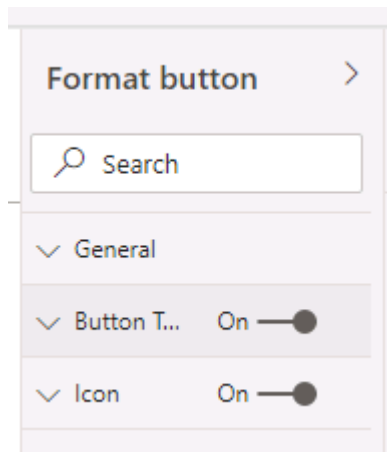 Format button
Search
General
Button T... On
Icon On